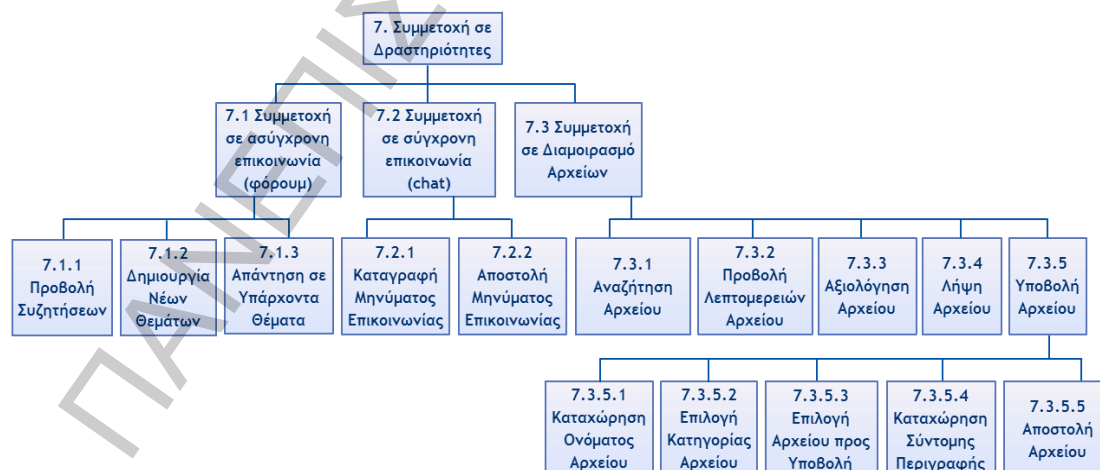 7. Συμμετοχή σε
Δραστηριότητες
7.1 Συμμετοχή
σε ασύγχρονη
επικοινωνία
(φόρουμ)
7.2 Συμμετοχή
σε σύγχρονη
επικοινωνία
(chat)
7.3 Συμμετοχή
σε Διαμοιρασμό
Αρχείων
7.1.1
Προβολή
Συζητήσεων
7.1.2
Δημιουργία
Νέων
Θεμάτων
7.1.3
Απάντηση σε
Υπάρχοντα
Θέματα
7.2.1
Καταγραφή
Μηνύματος
Επικοινωνίας
7.2.2
Αποστολή
Μηνύματος
Επικοινωνίας
7.3.1
Αναζήτηση
Αρχείου
7.3.2
Προβολή
Λεπτομερειών
Αρχείου
7.3.3
Αξιολόγηση
Αρχείου
7.3.4
Λήψη
Αρχείου
7.3.5
Υποβολή
Αρχείου
7.3.5.1
Καταχώρηση
Ονόματος
Αρχείου
7.3.5.2
Επιλογή
Κατηγορίας
Αρχείου
7.3.5.3
Επιλογή
Αρχείου προς
Υποβολή
7.3.5.4
Καταχώρηση
Σύντομης
Περιγραφής
7.3.5.5
Αποστολή
Αρχείου
ΠΑΝΕΠΙΣ